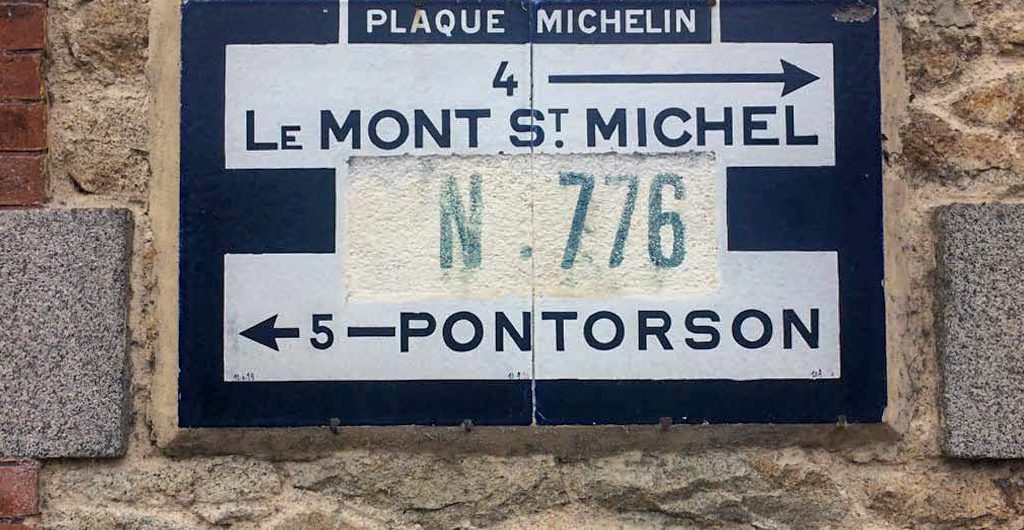 PLAQUE MICHELIN
4
LE MONT ST. MICHEL
N. 776
5 PONTORSON